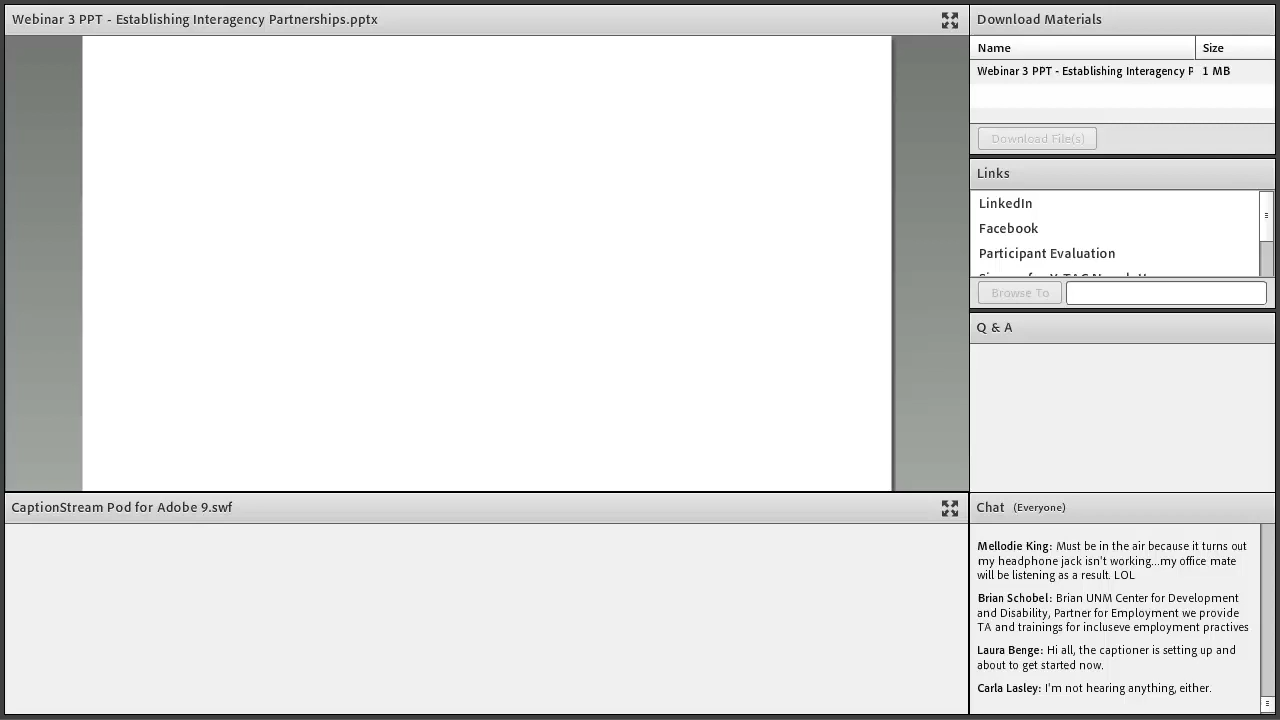 Webinar 3 PPT - Establishing Interagency Partnerships.pptx
Download Materials
Name
Size
Webinar 3 PPT - Establishing Interagency P
1 MB
Download File(s)
Links
LinkedIn
Facebook
Participant Evaluation
Browse To
Q & A
CaptionStream Pod for Adobe 9.swf
Chat (Everyone)
Mellodie King: Must be in the air because it turns out
my headphone jack isn't working...my office mate
will be listening as a result. LOL
Brian Schobel: Brian UNM Center for Development
and Disability, Partner for Employment we provide
TA and trainings for incluseve employment practives
Laura Benge: Hi all, the captioner is setting up and
about to get started now.
Carla Lasley: I'm not hearing anything, either.